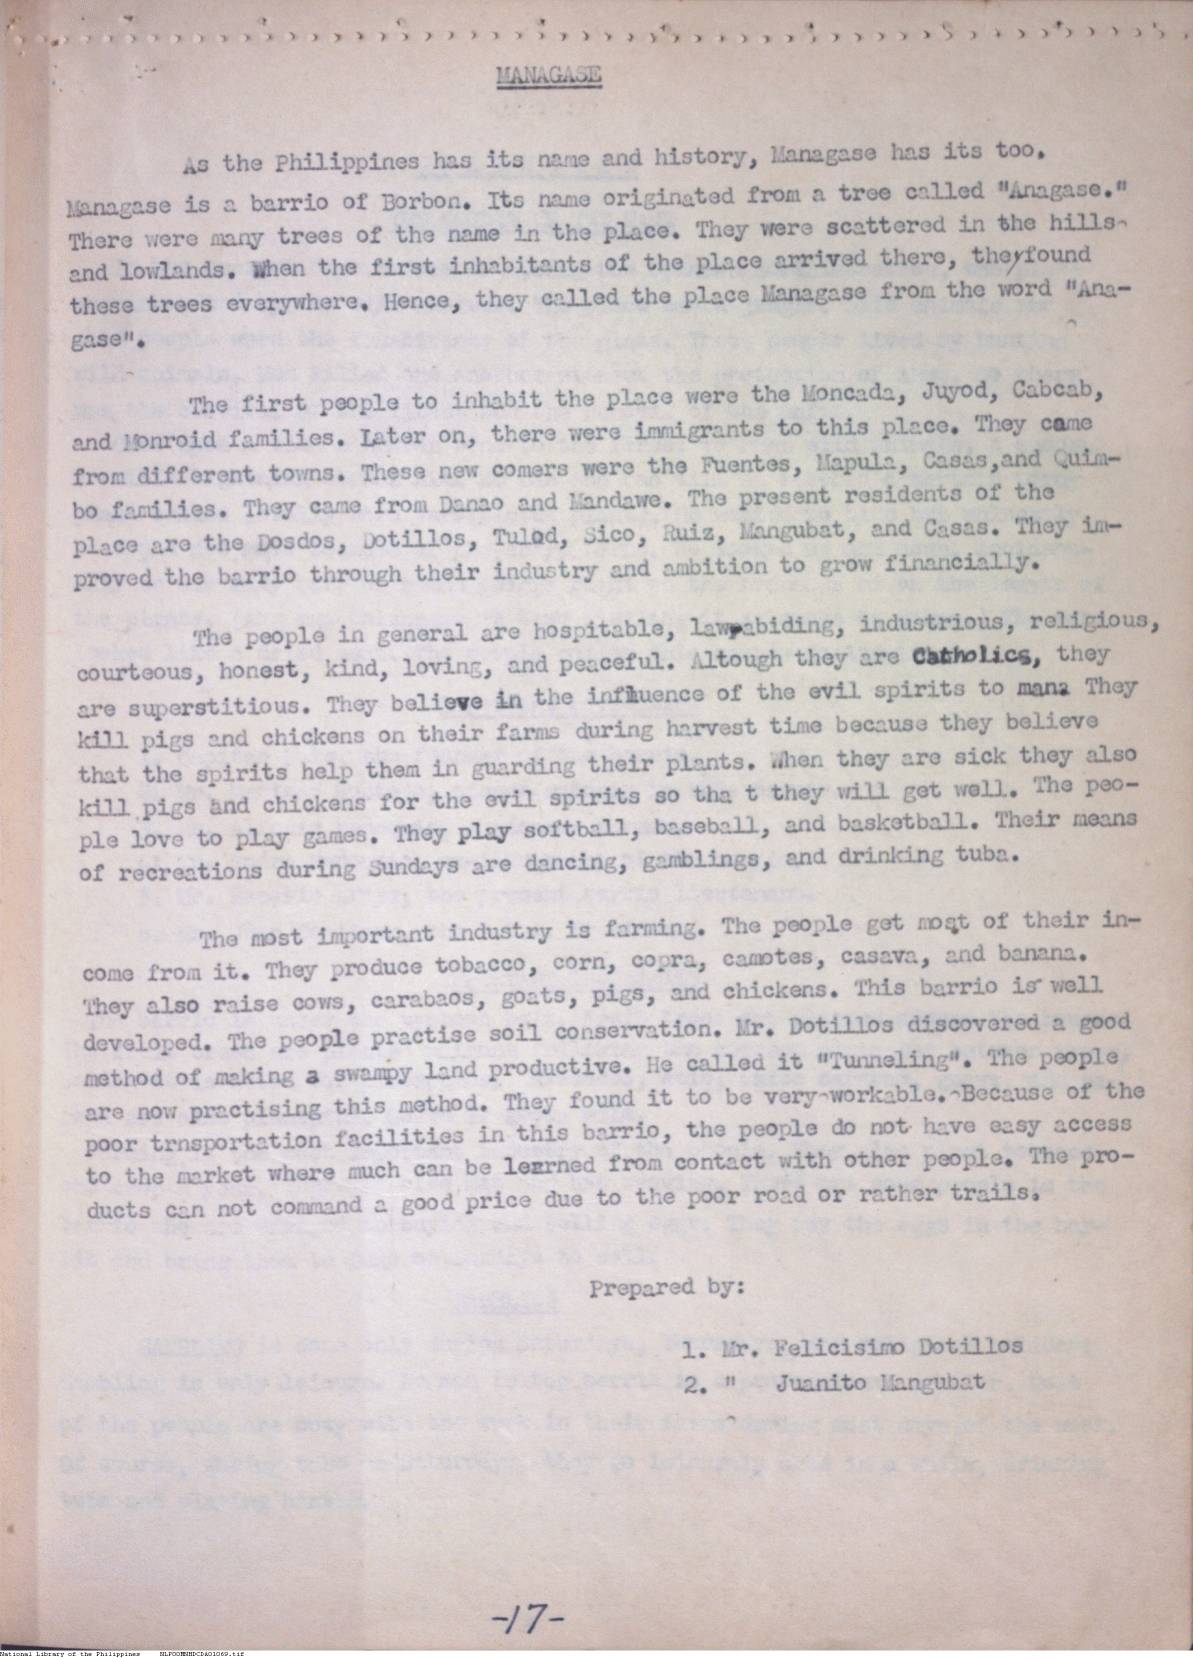 MANAGASE
As the Philippines has its name and history, Managase has its too.
Managase is a barrio of Borbon. Its name originated from a tree called "Anagase."
There were many trees of the name in the place. They were scattered in the hills
and lowlands. When the first inhabitants of the place arrived there, they/found
these trees everywhere. Hence, they called the place Managase from the word "Ana-
gase".
The first people to inhabit the place were the Moncada, Juyod, Cabcab,
and Monroid families. Later on, there were immigrants to this place. They came
from different towns. These new comers were the Fuentes, Mapula, Casas,and Quim-
bo families. They came from Danao and Mandawe. The present residents of the
place are the Dosdos, Dotillos, Tulod, Sico, Ruiz, Mangubat, and Casas. They im-
proved the barrio through their industry and ambition to grow financially.
The people in general are hospitable, law-abiding, industrious, religious,
courteous, honest, kind, loving, and peaceful. Altough they are Catholics, they
are superstitious. They believe in the influence of the evil spirits to man. They
kill pigs and chickens on their farms during harvest time because they believe
that the spirits help them in guarding their plants. When they are sick they also
kill pigs and chickens for the evil spirits so tha t they will get well. The peo-
ple love to play games. They play softball, baseball, and basketball. Their means
of recreations during Sundays are dancing, gamblings, and drinking tuba.
The most important industry is farming. The people get most of their in-
come from it. They produce tobacco, corn, copra, camotes, casava, and banana.
They also raise cows, carabaos, goats, pigs, and chickens. This barrio is well
developed. The people practise soil conservation. Mr. Dotillos discovered a good
method of making a swampy land productive. He called it "Tunneling". The people
are now practising this method. They found it to be very workable. Because of the
poor trnsportation facilities in this barrio, the people do not have easy access
to the market where much can be learned from contact with other people. The pro-
ducts can not command a good price due to the poor road or rather trails.
Prepared by:
1. Mr. Felicisimo Dotillos
2. " Juanito Mangubat
-17-
National Library of the Philippines NLPOOMNHDCDA01069.tif